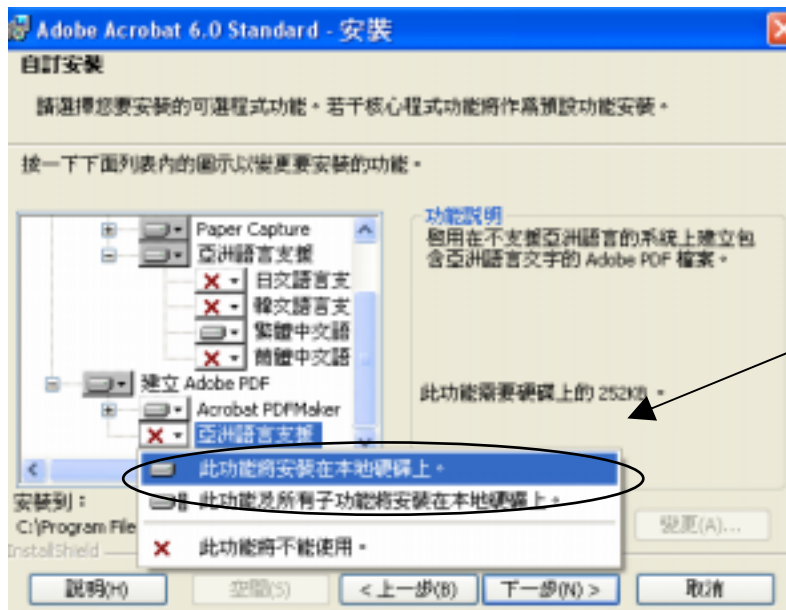 Adobe Acrobat 6.0 Standard - 安裝
自訂安裝
請選擇您要安裝的可選程式功能。若干核心程式功能將作爲預設功能安裝。
按一下下面列表內的圖示以變更要安裝的功能。
Paper Capture
亞洲語言支援
日文語言支
韓文語言支
繁體中文語
簡體中文語
建立 Adobe PDF
Acrobat PDFMaker
亞洲語言支援
功能説明
啓用在不支援亞洲語言的系統上建立包
含亞洲語言文字的 Adobe PDF 檔案。
此功能需要硬碟上的 252KB。
此功能將安裝在本地硬碟上。
此功能及所有子功能將安裝在本地硬碟上。
此功能將不能使用。
安裝到：
C:\Program File
變更(A)...
InstallShield
説明(H)
空間(S)
< 上一步(B)
下一步(N) >
取消